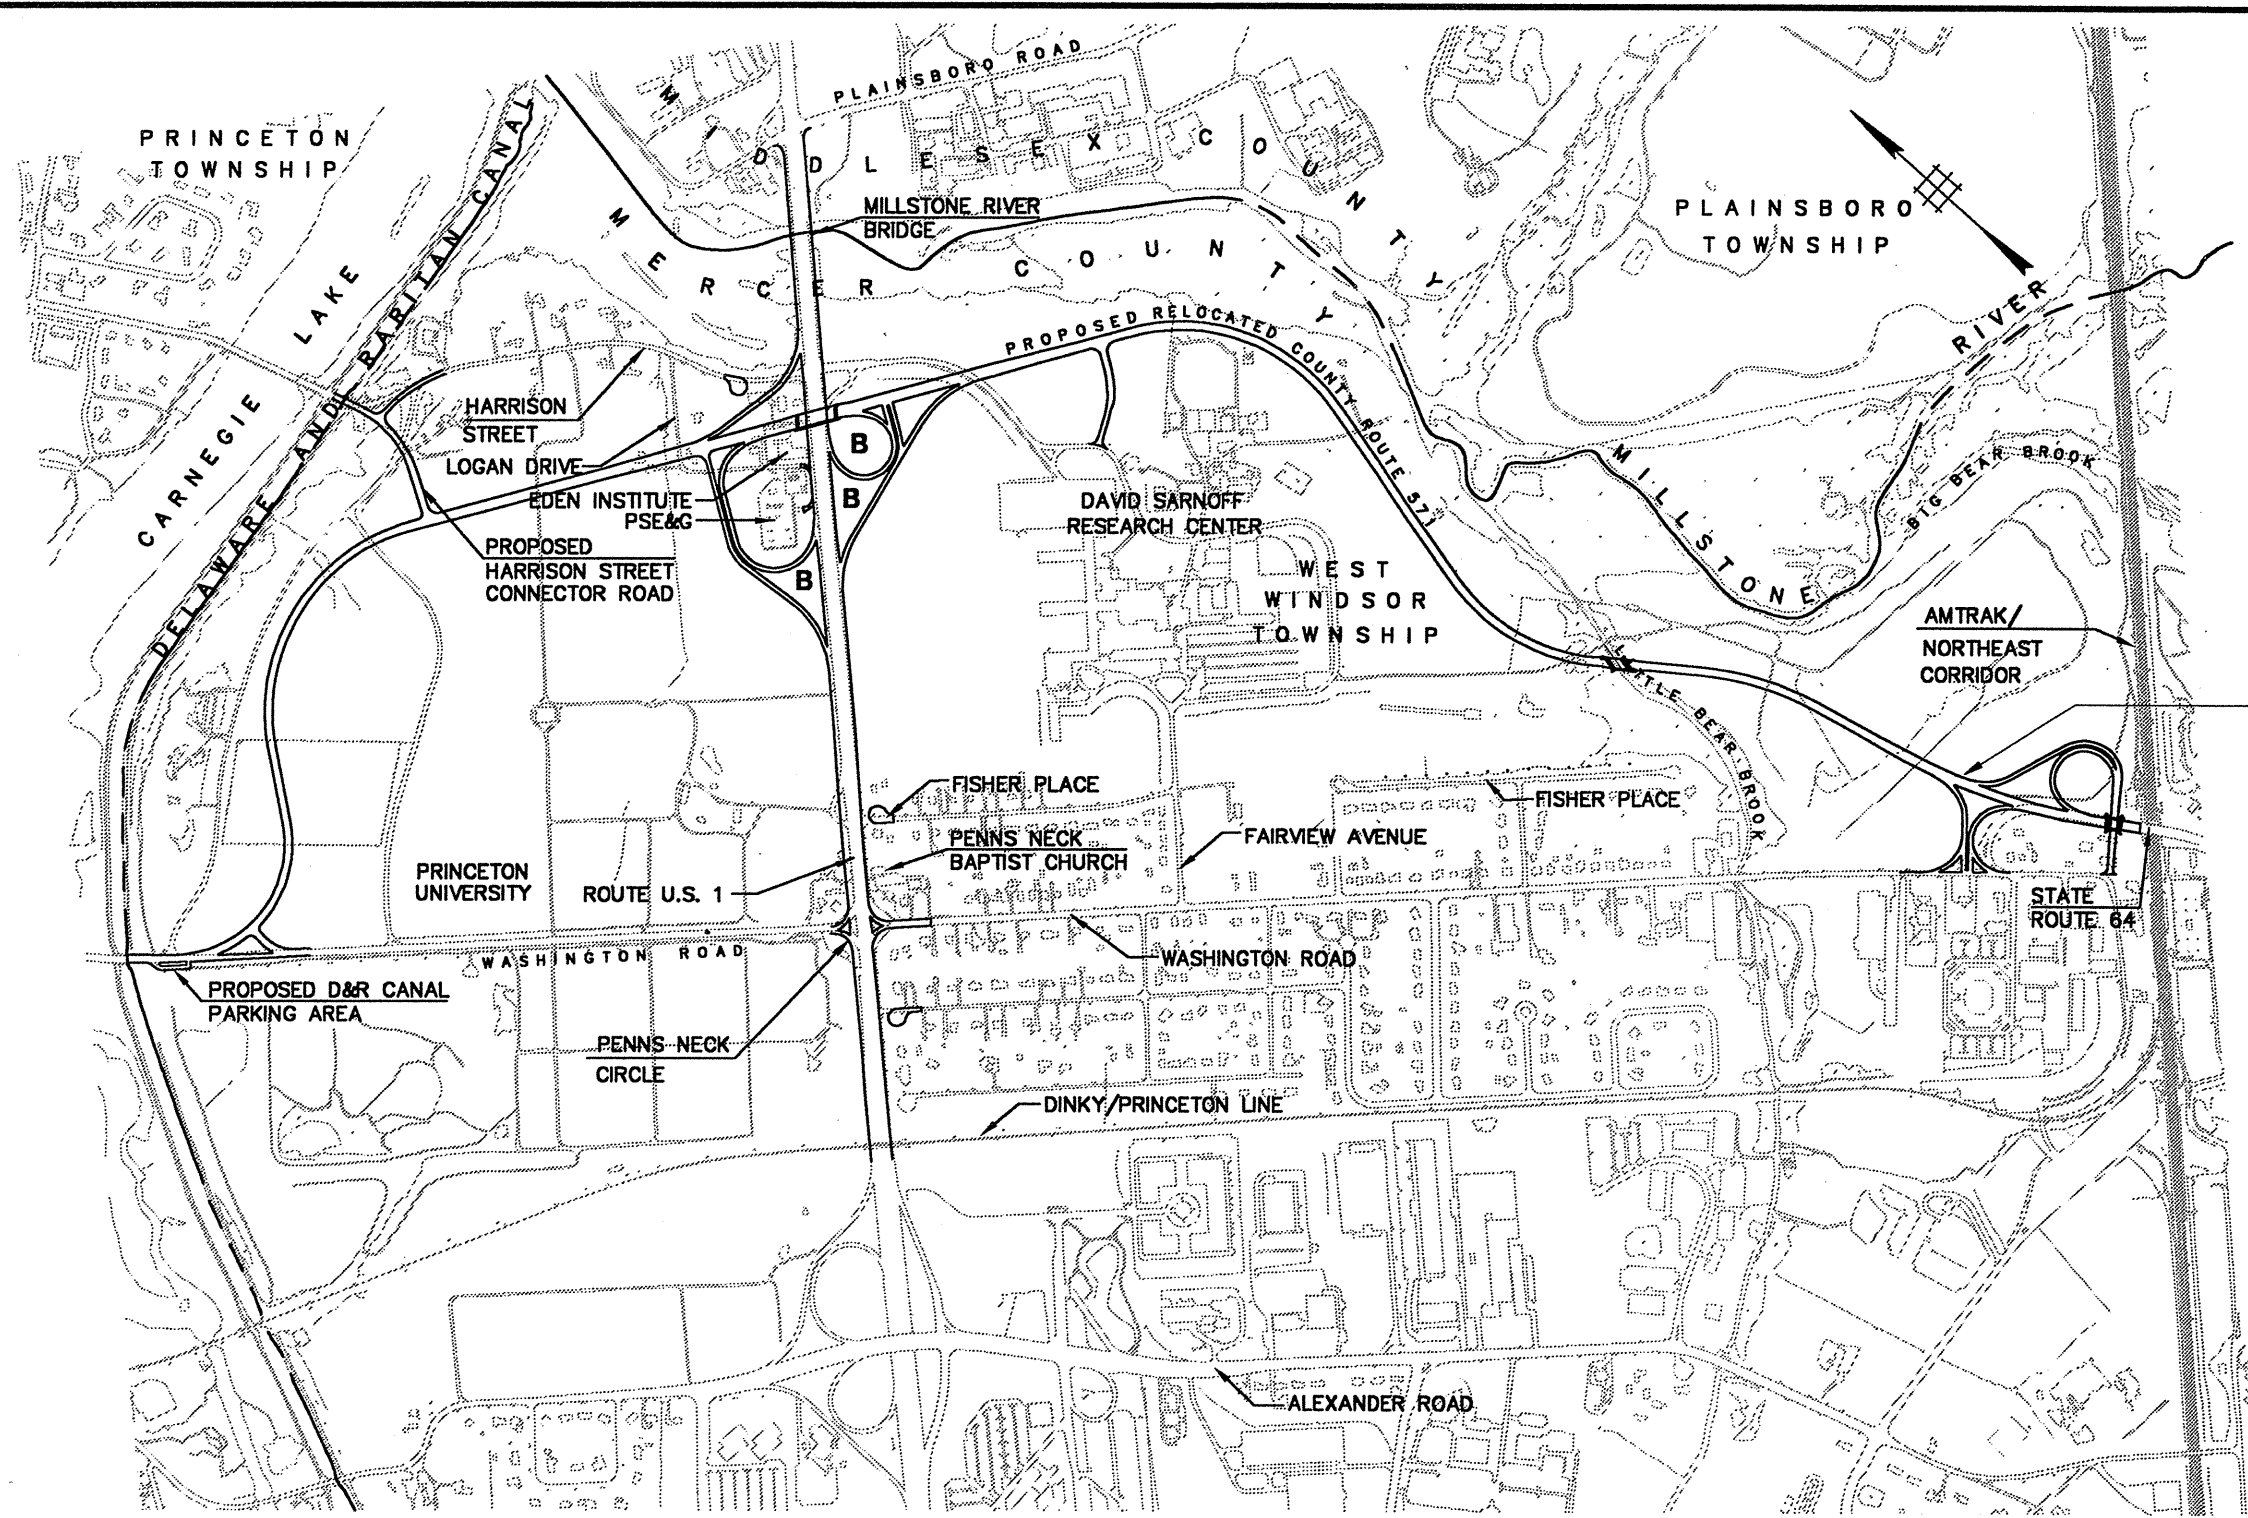 PLAINSBORO ROAD
PRINCETON
TOWNSHIP
DELAWARE AND RARITAN CANAL
CARNEGIE LAKE
MIDDLESEX COUNTY
MERCER COUNTY
MILLSTONE RIVER
BRIDGE
PLAINSBORO
TOWNSHIP
PROPOSED RELOCATED COUNTY ROUTE 571
HARRISON
STREET
LOGAN DRIVE
EDEN INSTITUTE
PSE&G
B
B
B
PROPOSED
HARRISON STREET
CONNECTOR ROAD
DAVID SARNOFF
RESEARCH CENTER
WEST
WINDSOR
TOWNSHIP
MILLSTONE RIVER
BIG BEAR BROOK
AMTRAK/
NORTHEAST
CORRIDOR
LITTLE BEAR BROOK
FISHER PLACE
FISHER PLACE
PENNS NECK
BAPTIST CHURCH
FAIRVIEW AVENUE
PRINCETON
UNIVERSITY
ROUTE U.S. 1
STATE
ROUTE 64
WASHINGTON ROAD
WASHINGTON ROAD
PROPOSED D&R CANAL
PARKING AREA
PENNS NECK
CIRCLE
DINKY/PRINCETON LINE
ALEXANDER ROAD